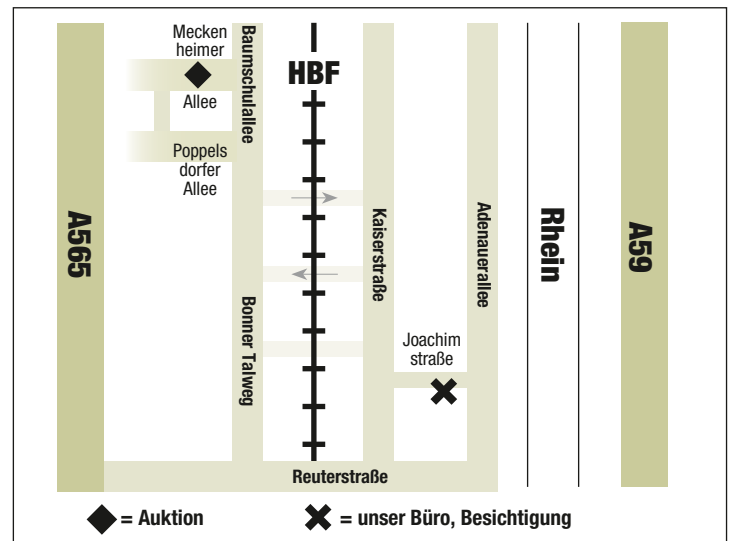 Mecken
heimer
Allee
Baumschulallee
HBF
Poppels
dorfer
Allee
A565
Kaiserstraße
Adenauerallee
Rhein
A59
Bonner Talweg
Joachim
straße
Reuterstraße
= Auktion
= unser Büro, Besichtigung